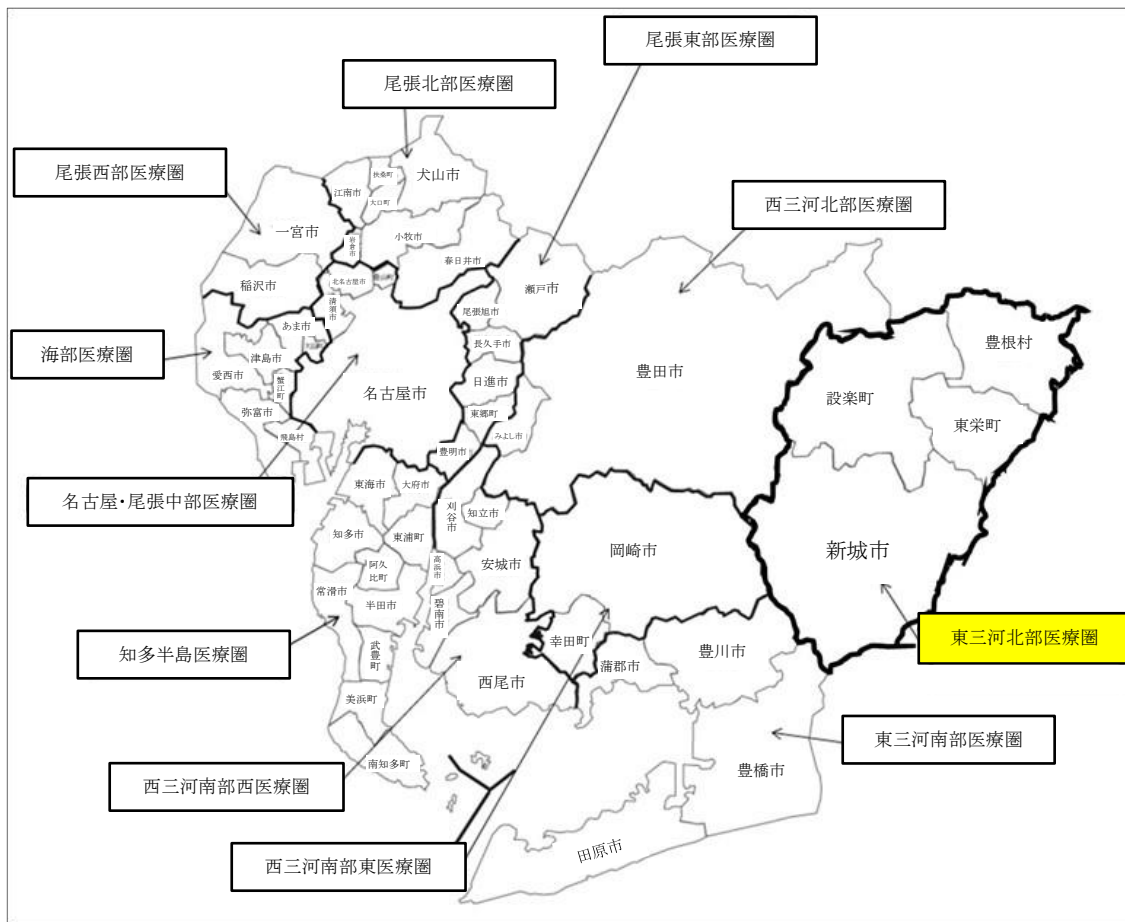 尾張東部医療圏
尾張北部医療圏
尾張西部医療圏
西三河北部医療圏
海部医療圏
名古屋・尾張中部医療圏
知多半島医療圏
東三河北部医療圏
東三河南部医療圏
西三河南部西医療圏
西三河南部東医療圏
犬山市
扶桑町
江南市
大口町
一宮市
岩倉市
小牧市
春日井市
稲沢市
北名古屋市
清須市
瀬戸市
尾張旭市
あま市
長久手市
津島市
愛西市
蟹江町
名古屋市
日進市
豊田市
弥富市
東郷町
飛島村
みよし市
豊明市
設楽町
豊根村
東栄町
東海市
大府市
刈谷市
知立市
知多市
東浦町
岡崎市
新城市
阿久比町
高浜市
安城市
常滑市
半田市
碧南市
武豊町
幸田町
蒲郡市
豊川市
西尾市
美浜町
南知多町
豊橋市
田原市